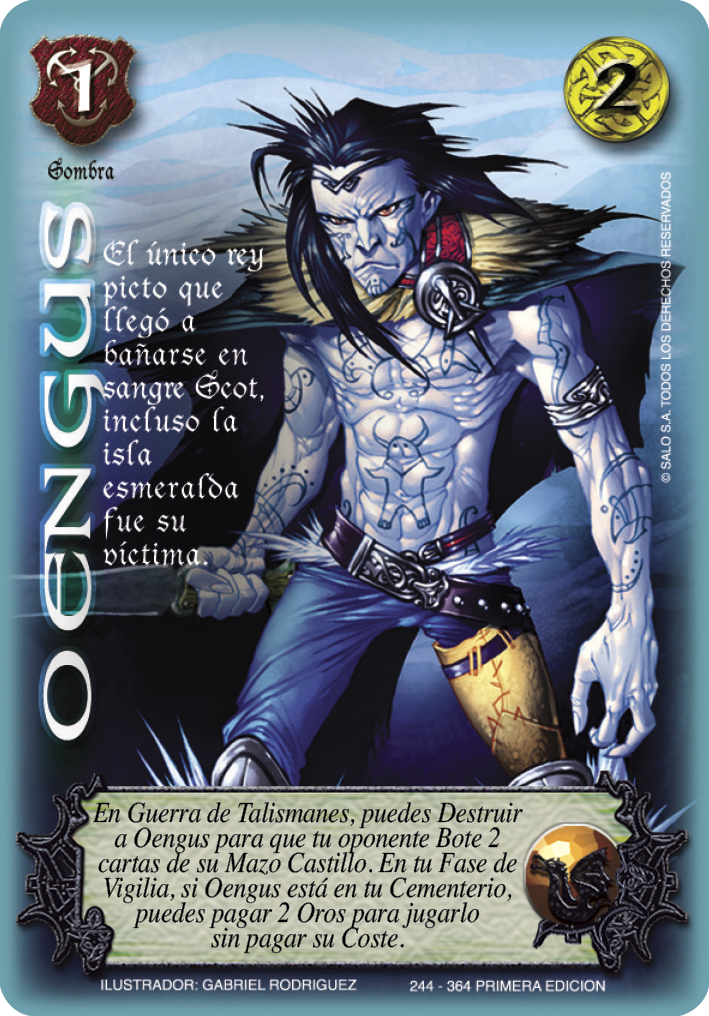 1
2
Sombra
OENGUS
El único rey
picto que
llegó a
bañarse en
sangre Scot,
incluso la
isla
esmeralda
fue su
víctima.
© SALO S.A. TODOS LOS DERECHOS RESERVADOS
En Guerra de Talismanes, puedes Destruir
a Oengus para que tu oponente Bote 2
cartas de su Mazo Castillo. En tu Fase de
Vigilia, si Oengus está en tu Cementerio,
puedes pagar 2 Oros para jugarlo
sin pagar su Coste.
ILUSTRADOR: GABRIEL RODRIGUEZ
244 - 364 PRIMERA EDICION